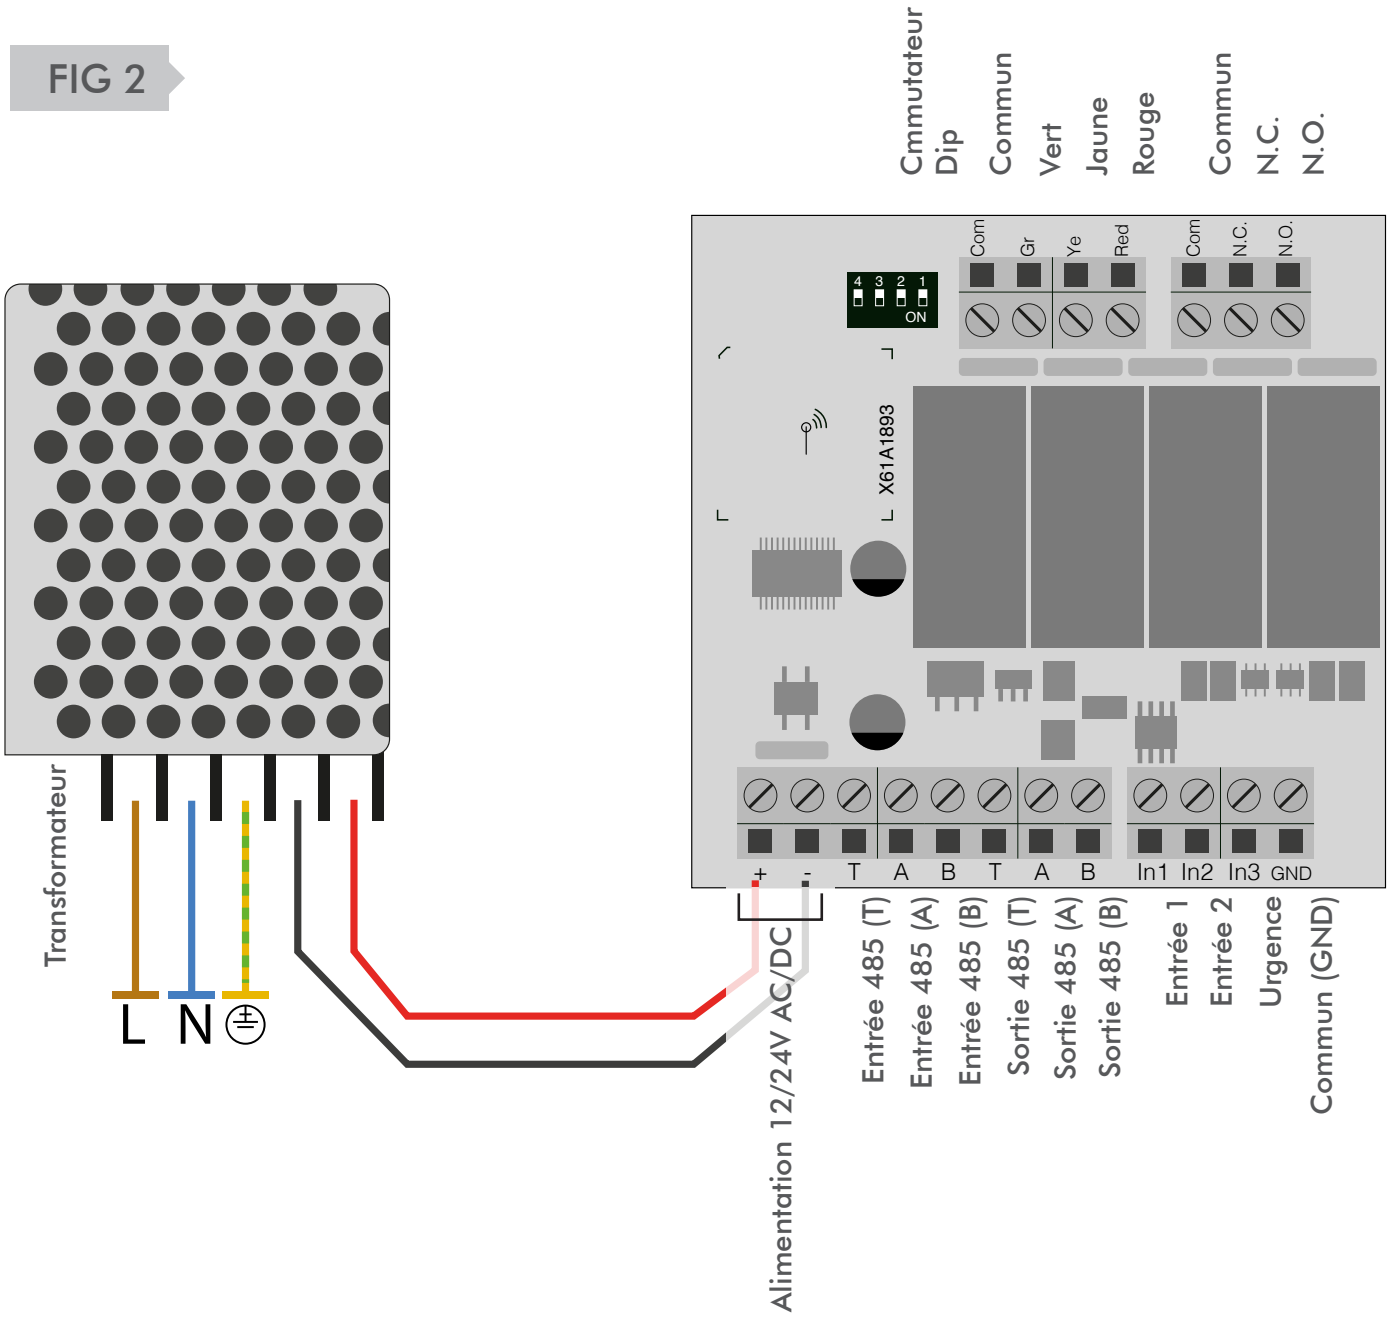 FIG 2
Cmmutateur
Dip
Commun
Vert
Jaune
Rouge
Commun
N.C.
N.O.
Com
Gr
Ye
Red
Com
N.C.
N.O.
4 3 2 1
ON
X61A1893
Transformateur
L
N
+ - T A B T A B
In1 In2 In3 GND
Alimentation 12/24V AC/DC
Entrée 485 (T)
Entrée 485 (A)
Entrée 485 (B)
Sortie 485 (T)
Sortie 485 (A)
Sortie 485 (B)
Entrée 1
Entrée 2
Urgence
Commun (GND)